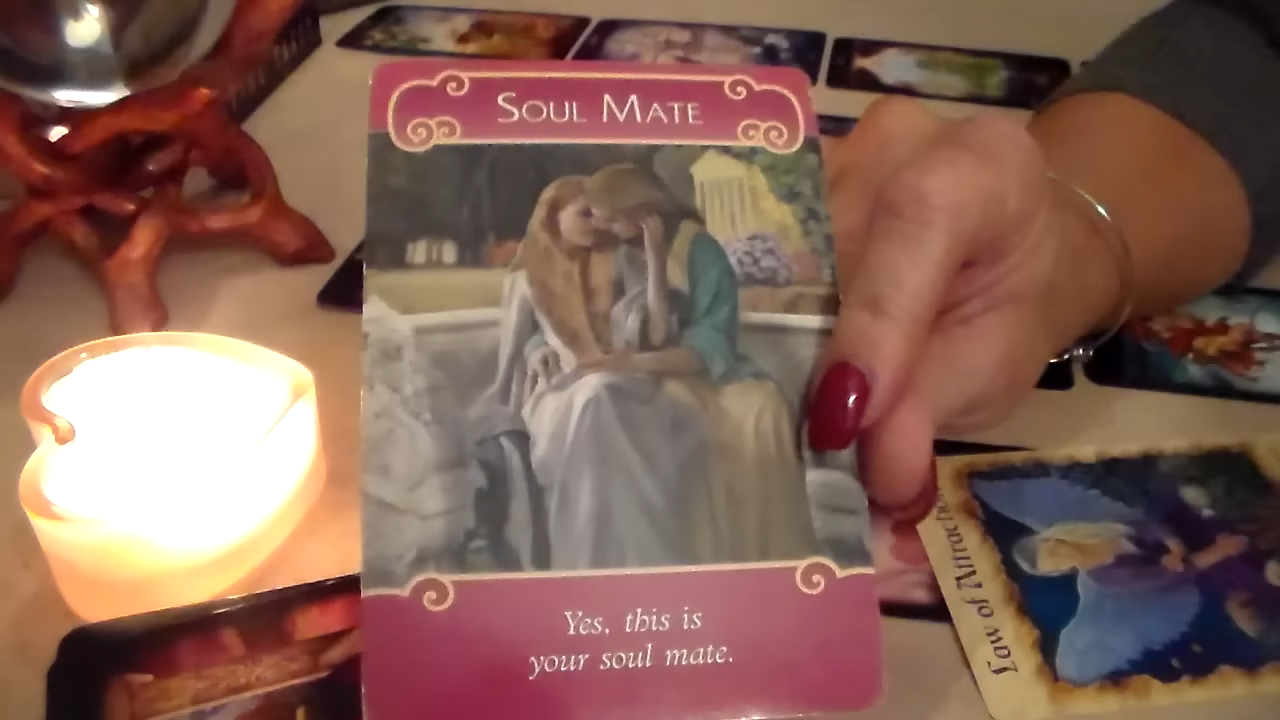 SOUL MATE
Yes, this is
your soul mate.
Law of Attraction